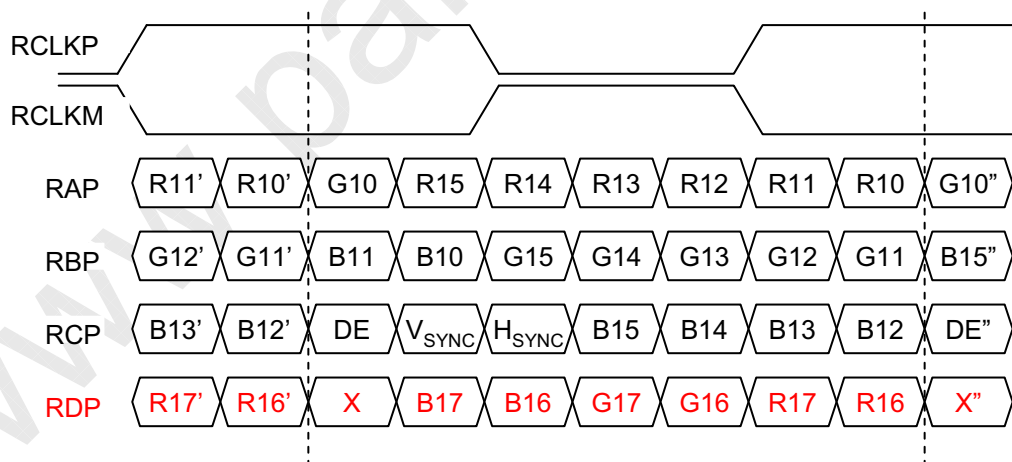 RCLKP
RCLKM
RAP R11’ R10’ G10 R15 R14 R13 R12 R11 R10 G10”
RBP G12’ G11’ B11 B10 G15 G14 G13 G12 G11 B15”
RCP B13’ B12’ DE VSYNC HSYNC B15 B14 B13 B12 DE”
RDP R17’ R16’ X B17 B16 G17 G16 R17 R16 X”